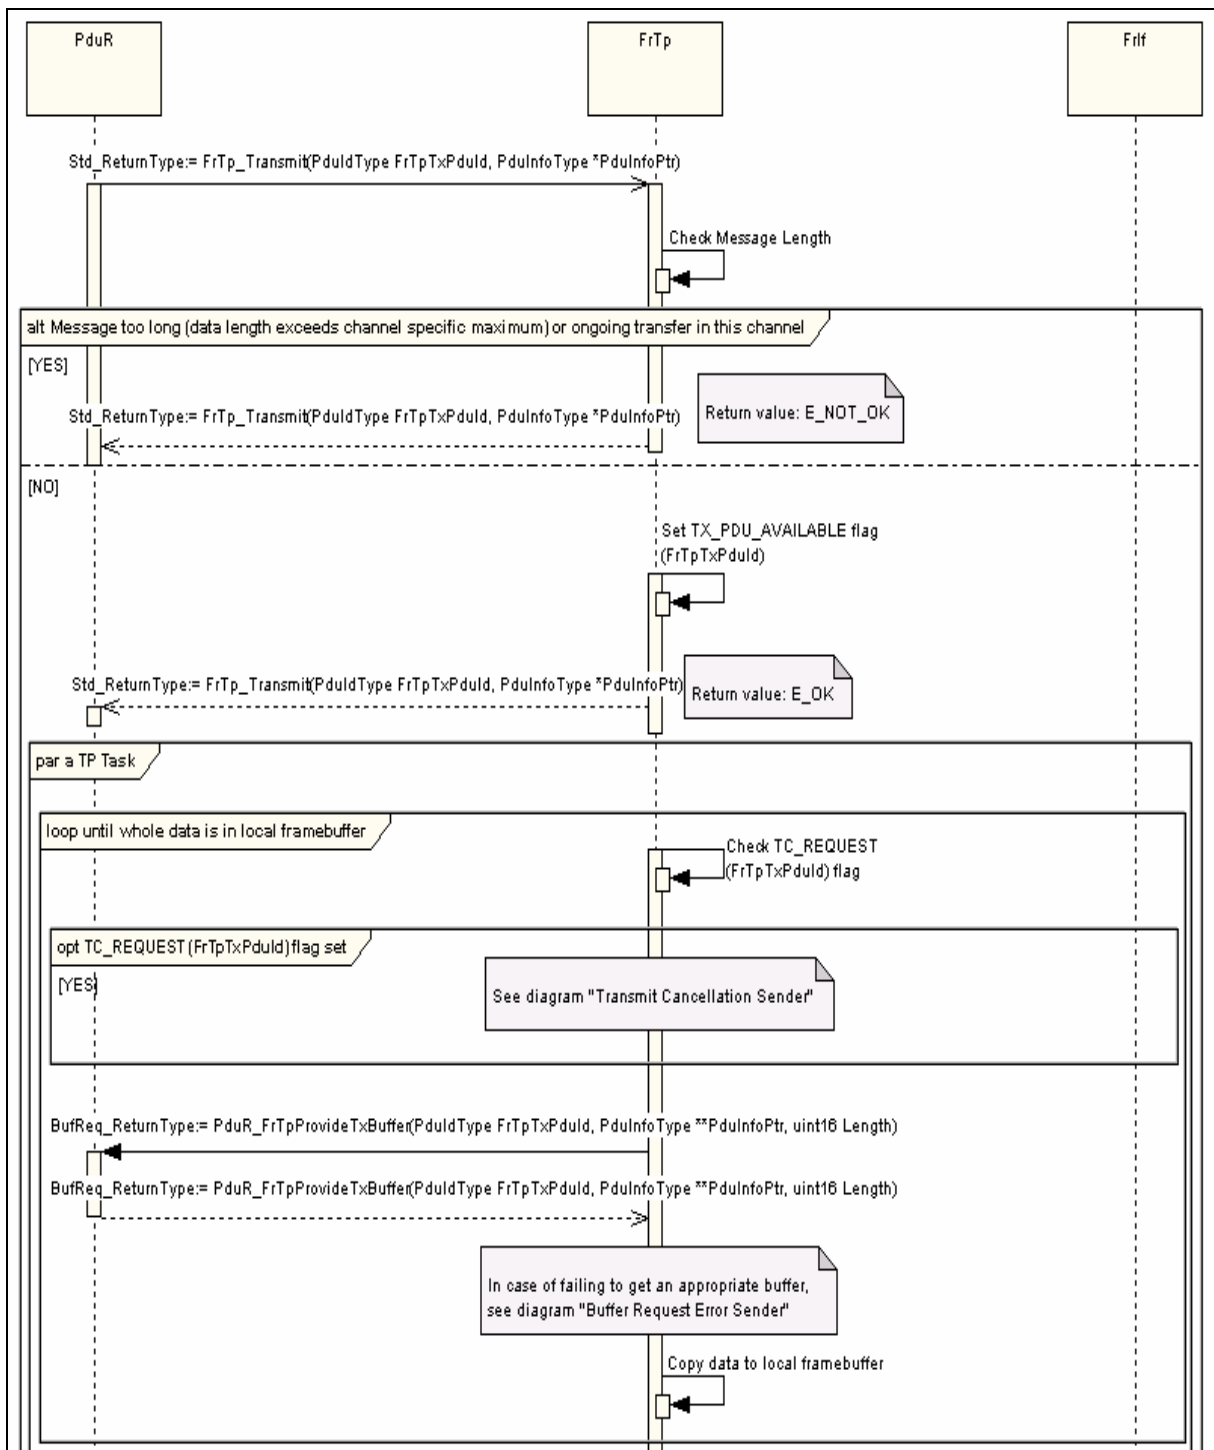 PduR
FrTp
FrIf
Std_ReturnType:= FrTp_Transmit(PduIdType FrTpTxPduId, PduInfoType *PduInfoPtr)
Check Message Length
alt Message too long (data length exceeds channel specific maximum) or ongoing transfer in this channel
[YES]
Return value: E_NOT_OK
Std_ReturnType:= FrTp_Transmit(PduIdType FrTpTxPduId, PduInfoType *PduInfoPtr)
[NO]
Set TX_PDU_AVAILABLE flag
(FrTpTxPduId)
Std_ReturnType:= FrTp_Transmit(PduIdType FrTpTxPduId, PduInfoType *PduInfoPtr)
Return value: E_OK
par a TP Task
loop until whole data is in local framebuffer
Check TC_REQUEST
(FrTpTxPduId) flag
opt TC_REQUEST (FrTpTxPduId) flag set
[YES]
See diagram "Transmit Cancellation Sender"
BufReq_ReturnType:= PduR_FrTpProvideTxBuffer(PduIdType FrTpTxPduId, PduInfoType **PduInfoPtr, uint16 Length)
BufReq_ReturnType:= PduR_FrTpProvideTxBuffer(PduIdType FrTpTxPduId, PduInfoType **PduInfoPtr, uint16 Length)
In case of failing to get an appropriate buffer,
see diagram "Buffer Request Error Sender"
Copy data to local framebuffer